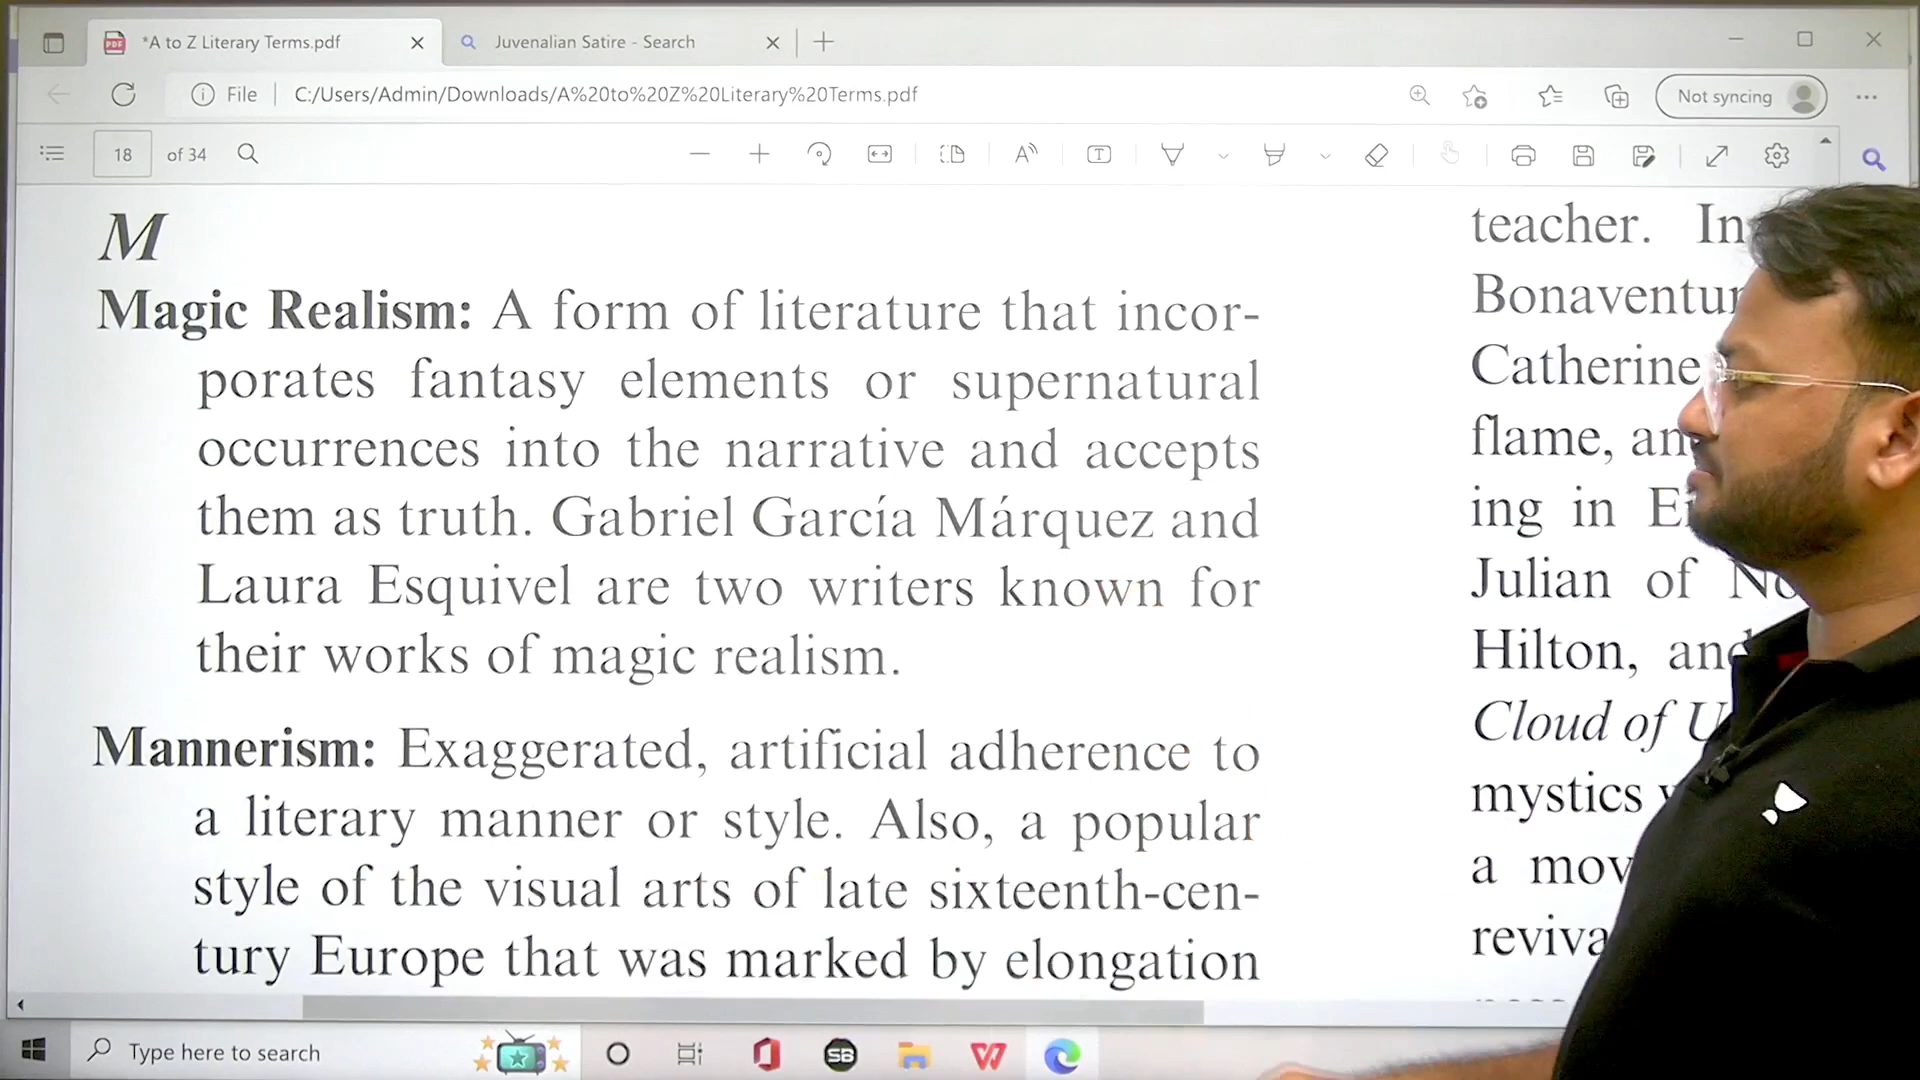 *A to Z Literary Terms.pdf
Juvenalian Satire - Search
File
C:/Users/Admin/Downloads/A%20to%20Z%20Literary%20Terms.pdf
Not syncing
18 of 34
M
Magic Realism: A form of literature that incor-
porates fantasy elements or supernatural
occurrences into the narrative and accepts
them as truth. Gabriel García Márquez and
Laura Esquivel are two writers known for
their works of magic realism.
Mannerism: Exaggerated, artificial adherence to
a literary manner or style. Also, a popular
style of the visual arts of late sixteenth-cen-
tury Europe that was marked by elongation
teacher.
Catherine
flame,
ing in
Julian of
Hilton,
Cloud of
mystics
a
Type here to search
SB